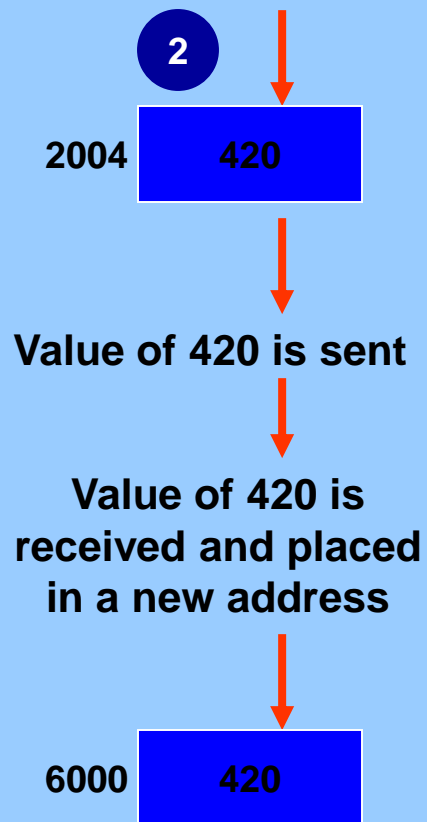 2
2004 420
Value of 420 is sent
Value of 420 is
received and placed
in a new address
6000 420